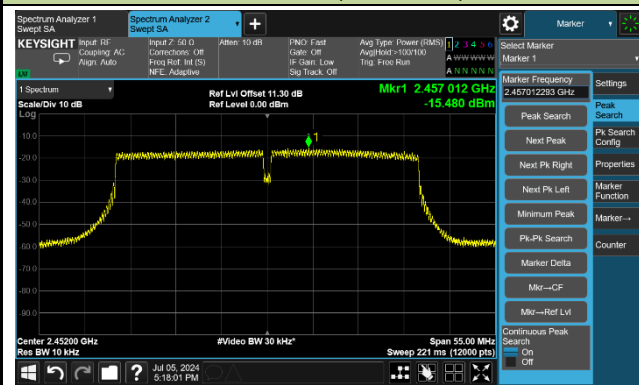 Spectrum Analyzer 1
Swept SA
Spectrum Analyzer 2
Swept SA
+
Marker
KEYSIGHT
Input: RF
Coupling: AC
Align: Auto
Input Z: 50 Ω
Corrections: Off
Freq Ref: Int (S)
NFE: Adaptive
Atten: 10 dB
PNO: Fast
Gate: Off
IF Gain: Low
Sig Track: Off
Avg Type: Power (RMS)
Avg|Hold:>100/100
Trig: Free Run
1 2 3 4 5 6
A W W W W W
A N N N N N
Select Marker
Marker 1
1 Spectrum
Scale/Div 10 dB
Log
Ref Lvl Offset 11.30 dB
Ref Level 0.00 dBm
Mkr1 2.457 012 GHz
-15.480 dBm
1
-10.0
-20.0
-30.0
-40.0
-50.0
-60.0
-70.0
-80.0
-90.0
Center 2.45200 GHz
Res BW 10 kHz
#Video BW 30 kHz*
Span 55.00 MHz
Sweep 221 ms (12000 pts)
Marker Frequency
2.457012293 GHz
Peak Search
Next Peak
Next Pk Right
Next Pk Left
Minimum Peak
Pk-Pk Search
Marker Delta
Mkr→CF
Mkr→Ref Lvl
Continuous Peak
Search
On
Off
Settings
Peak
Search
Pk Search
Config
Properties
Marker
Function
Marker→
Counter
?
Jul 05, 2024
5:18:01 PM